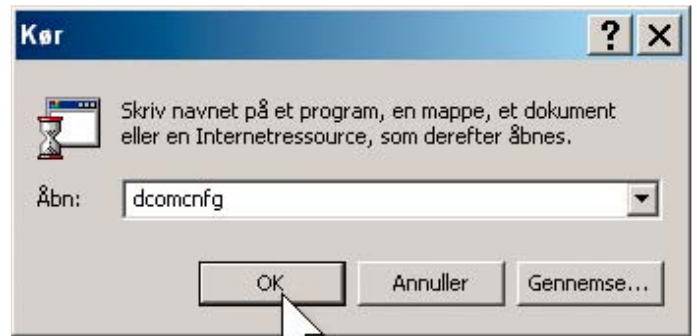 Kør
Skriv navnet på et program, en mappe, et dokument
eller en Internetressource, som derefter åbnes.
Åbn: dcomcnfg
OK Annuller Gennemse...